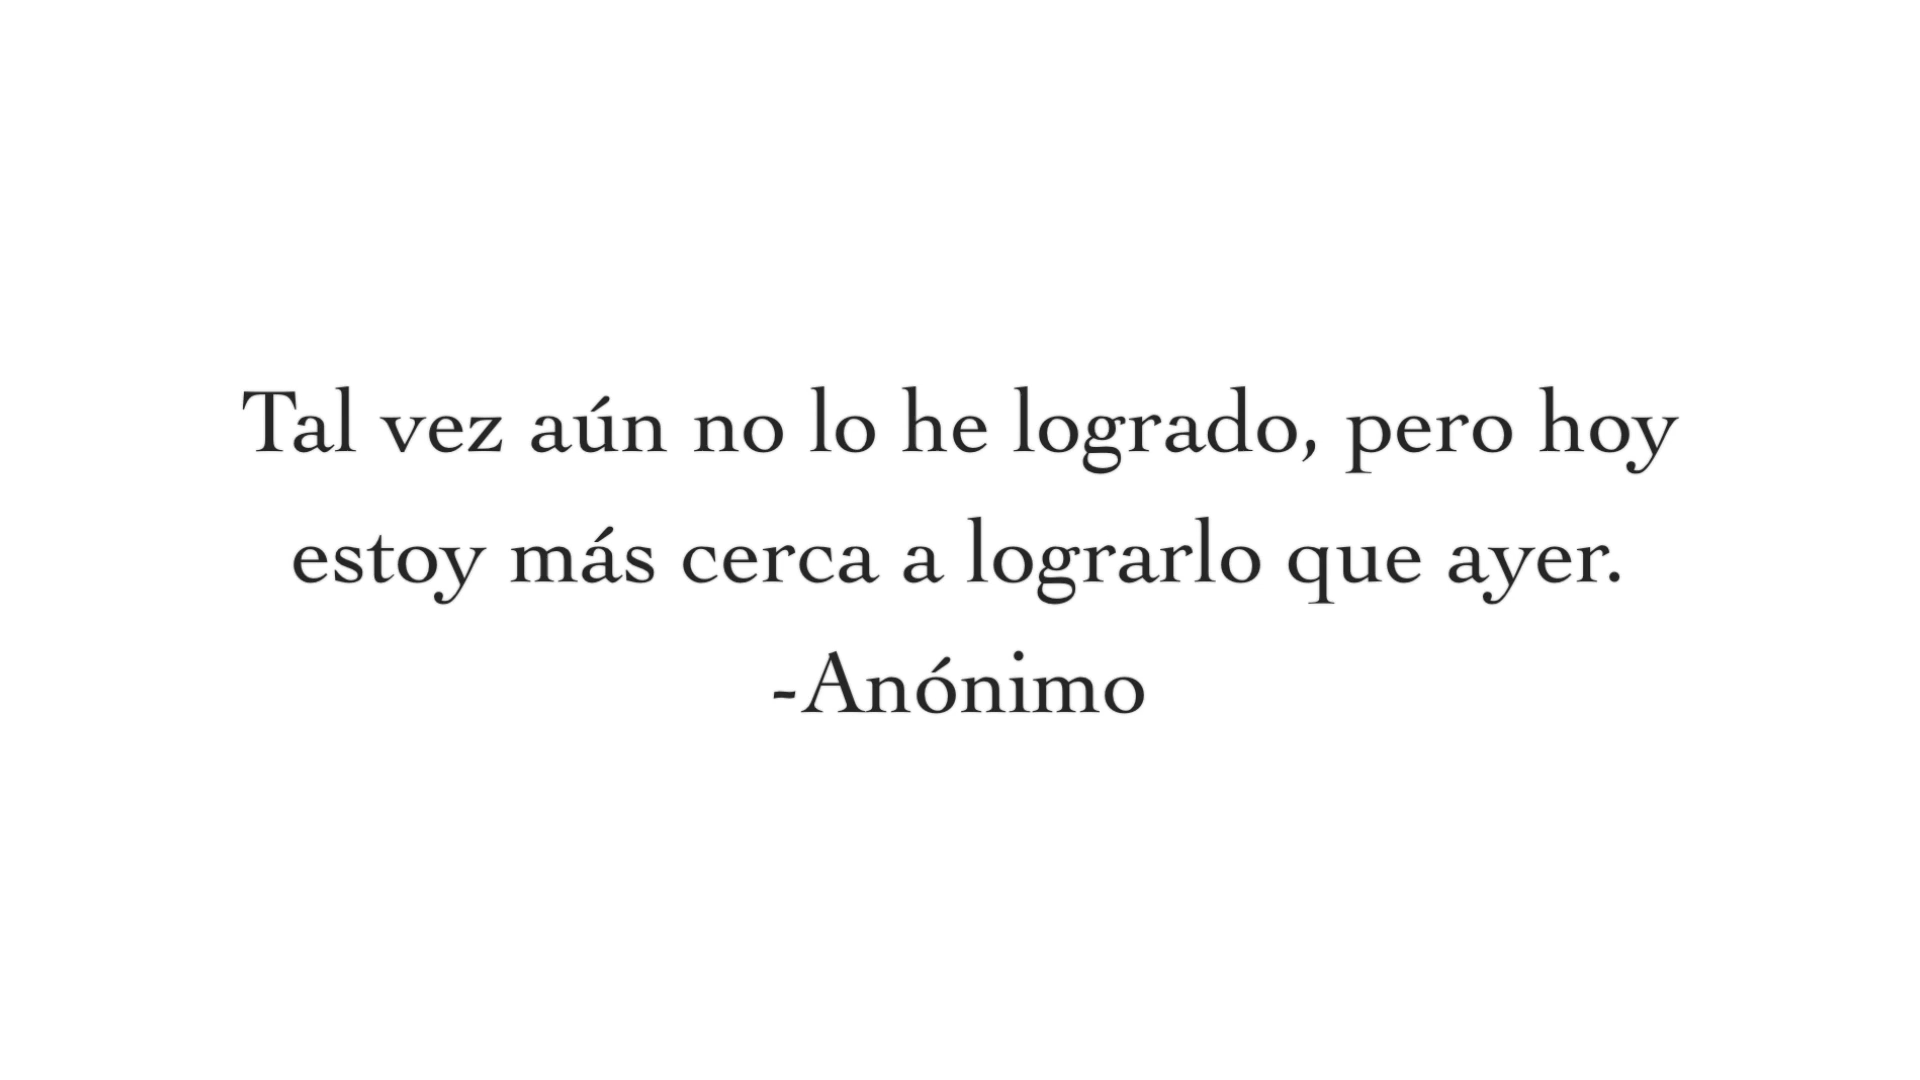 Tal vez aún no lo he logrado, pero hoy
estoy más cerca a lograrlo que ayer.
-Anónimo